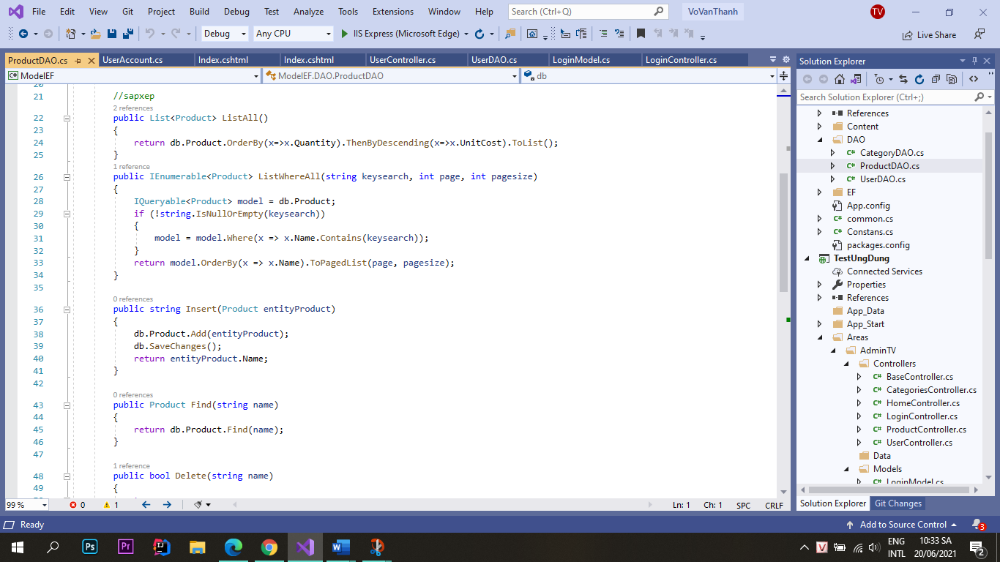 File Edit View Git Project Build Debug Test Analyze Tools Extensions Window Help Search (Ctrl+Q) VoVanThanh TV
Debug Any CPU IIS Express (Microsoft Edge) Live Share
ProductDAO.cs UserAccount.cs Index.cshtml Index.cshtml UserController.cs UserDAO.cs LoginModel.cs LoginController.cs
ModelEF ModelEF.DAO.ProductDAO db
20
21 //sapxep
2 references
22 public List<Product> ListAll()
23 {
24 return db.Product.OrderBy(x=>x.Quantity).ThenByDescending(x=>x.UnitCost).ToList();
25 }
1 reference
26 public IEnumerable<Product> ListWhereAll(string keysearch, int page, int pagesize)
27 {
28 IQueryable<Product> model = db.Product;
29 if (!string.IsNullOrEmpty(keysearch))
30 {
31 model = model.Where(x => x.Name.Contains(keysearch));
32 }
33 return model.OrderBy(x => x.Name).ToPagedList(page, pagesize);
34 }
35
0 references
36 public string Insert(Product entityProduct)
37 {
38 db.Product.Add(entityProduct);
39 db.SaveChanges();
40 return entityProduct.Name;
41 }
42
0 references
43 public Product Find(string name)
44 {
45 return db.Product.Find(name);
46 }
47
1 reference
48 public bool Delete(string name)
49 {
99 % 0 1 Ln: 1 Ch: 1 SPC CRLF
Solution Explorer
Search Solution Explorer (Ctrl+;)
References
Content
DAO
C# CategoryDAO.cs
C# ProductDAO.cs
C# UserDAO.cs
EF
App.config
C# common.cs
C# Constans.cs
packages.config
TestUngDung
Connected Services
Properties
References
App_Data
App_Start
Areas
AdminTV
Controllers
C# BaseController.cs
C# CategoriesController.cs
C# HomeController.cs
C# LoginController.cs
C# ProductController.cs
C# UserController.cs
Data
Models
C# LoginModel.cs
Solution Explorer Git Changes
Ready Add to Source Control 3
Ps Pr IJ W V ENG 10:33 SA
INTL 20/06/2021 2